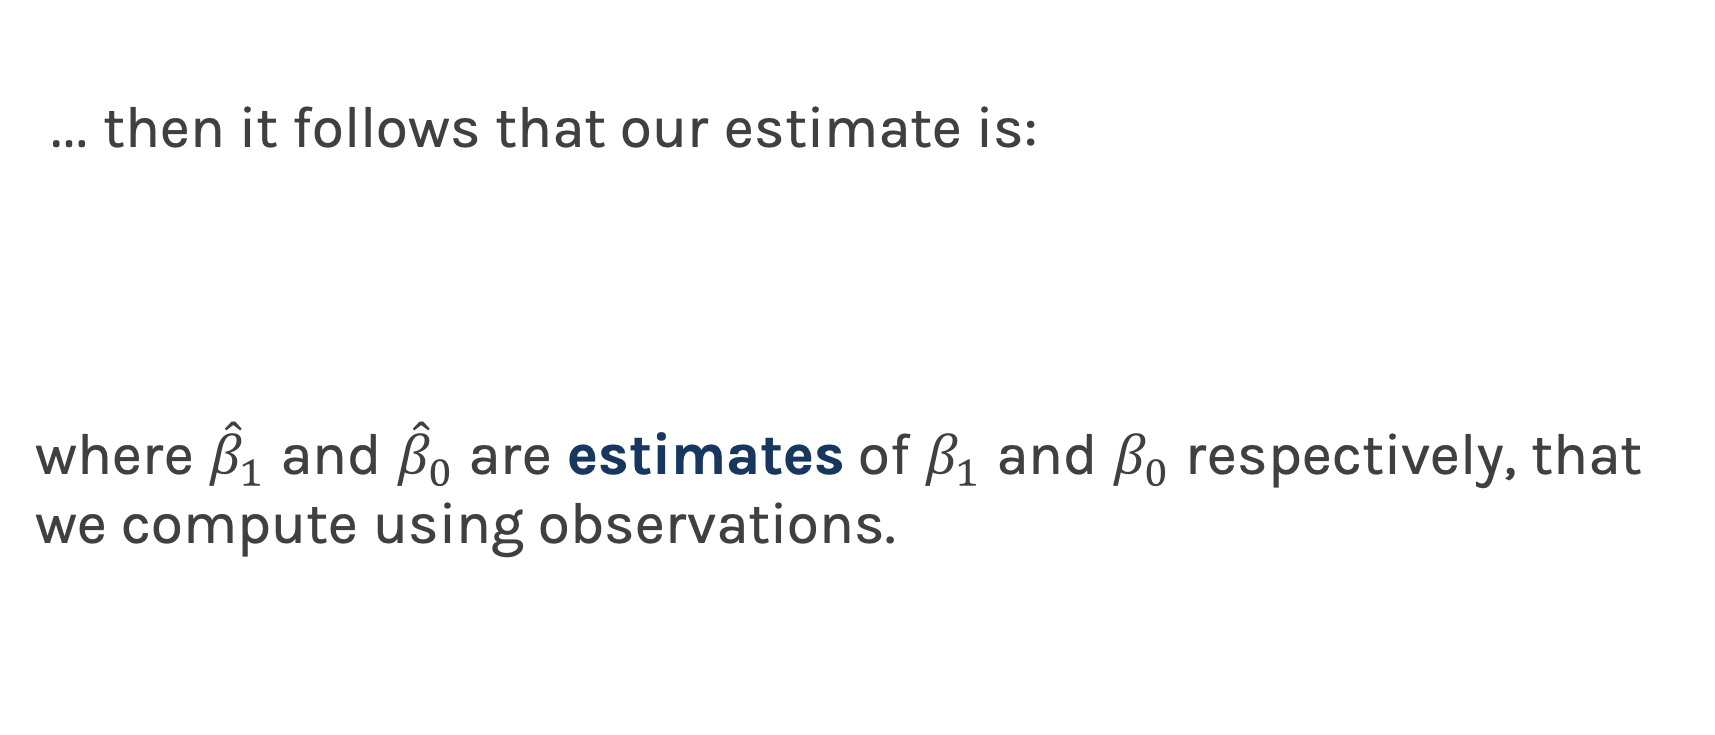 ... then it follows that our estimate is:
where β̂₁ and β̂₀ are estimates of β₁ and β₀ respectively, that
we compute using observations.